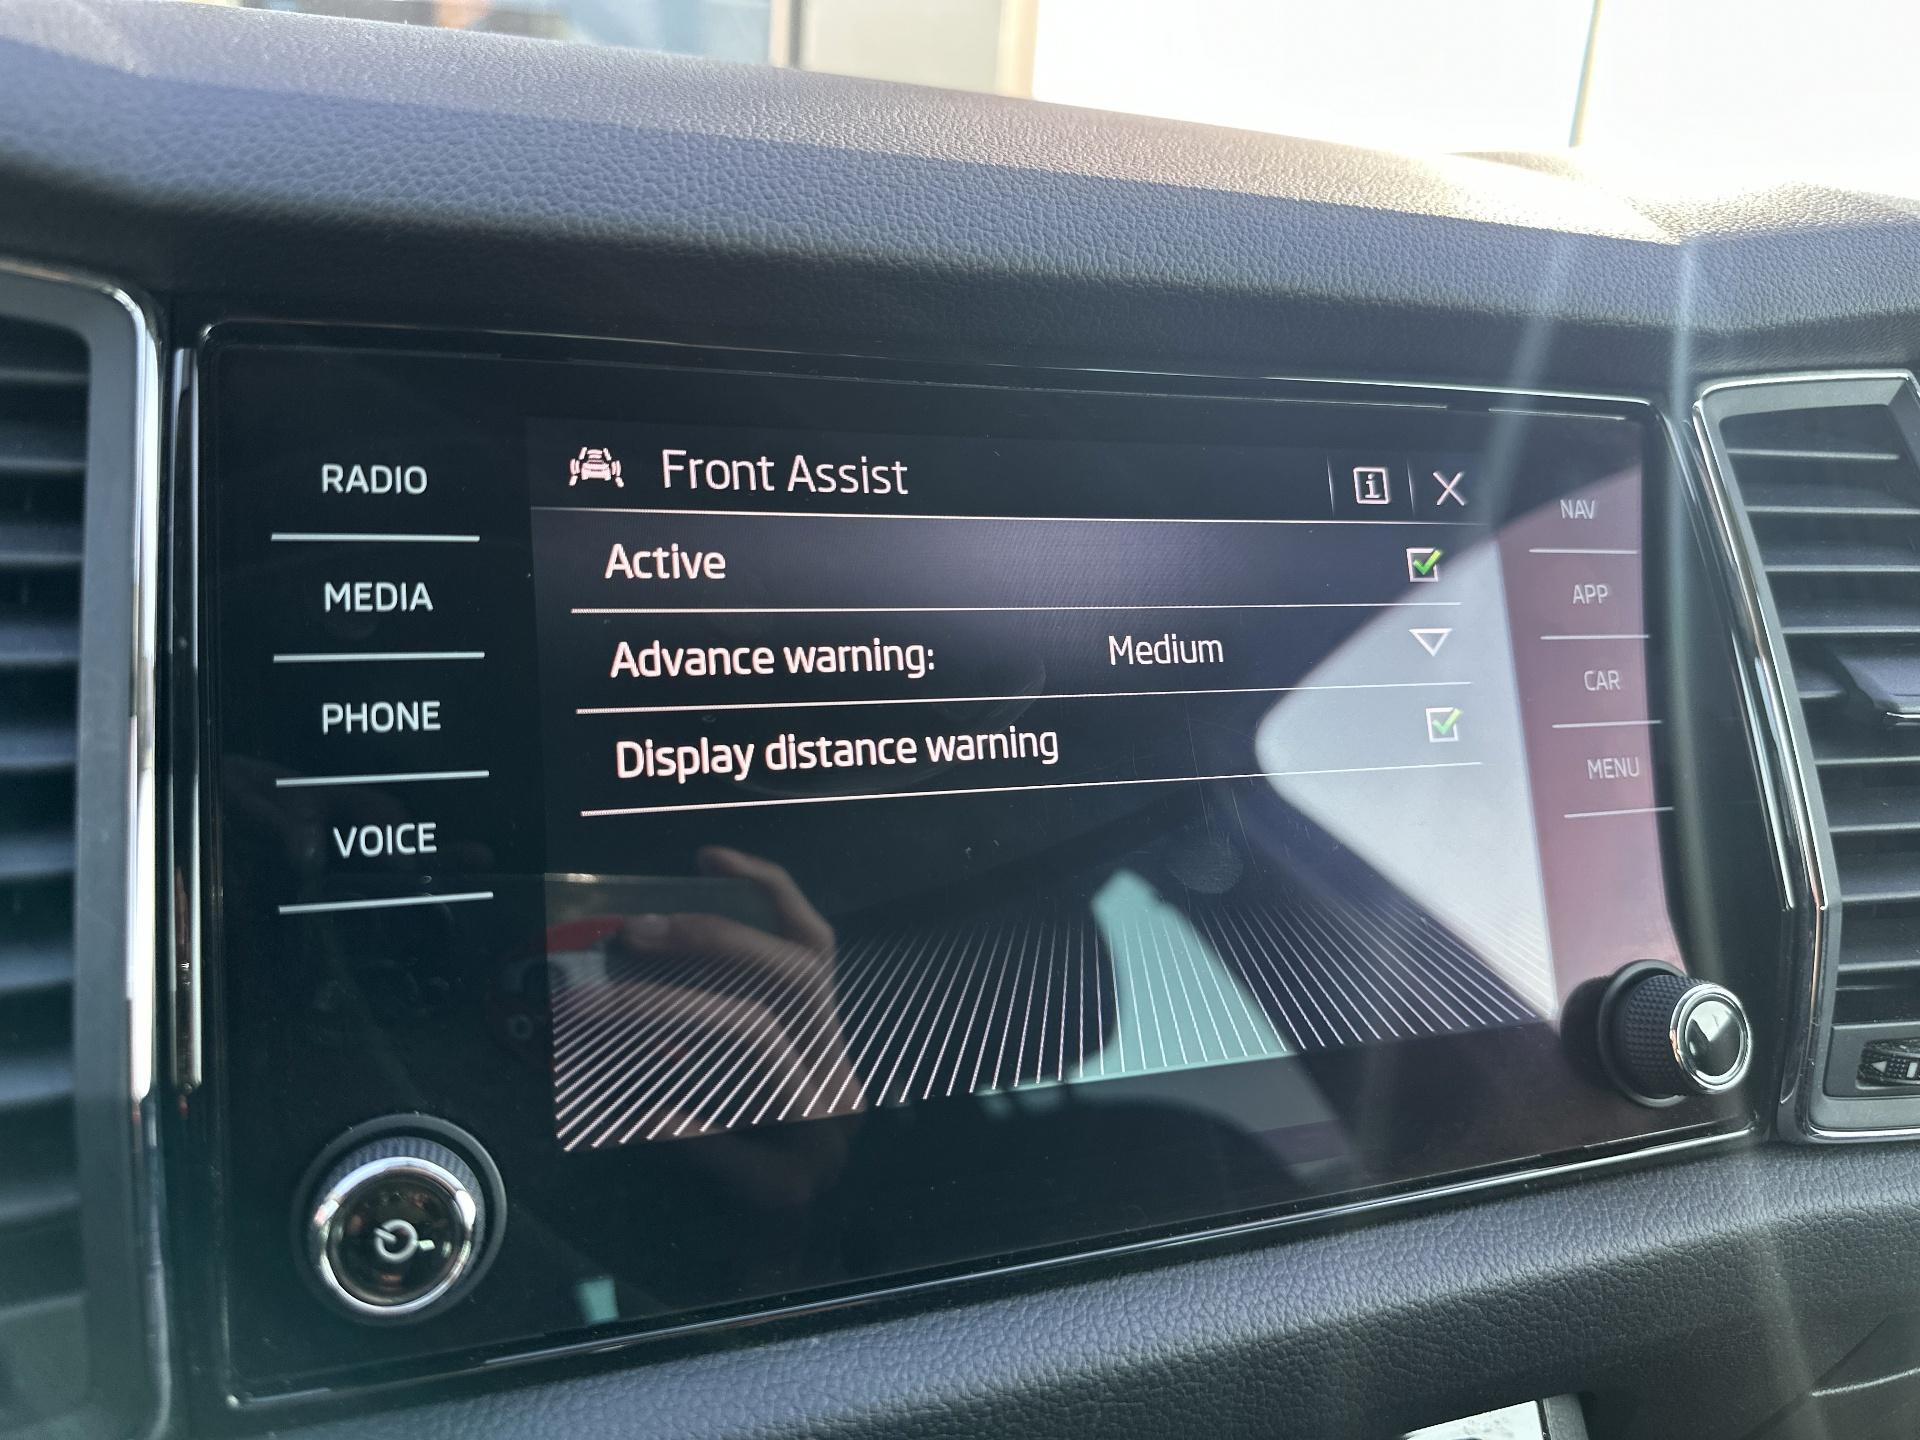 RADIO
MEDIA
PHONE
VOICE
Front Assist
i
X
Active
Advance warning: Medium
Display distance warning
NAV
APP
CAR
MENU